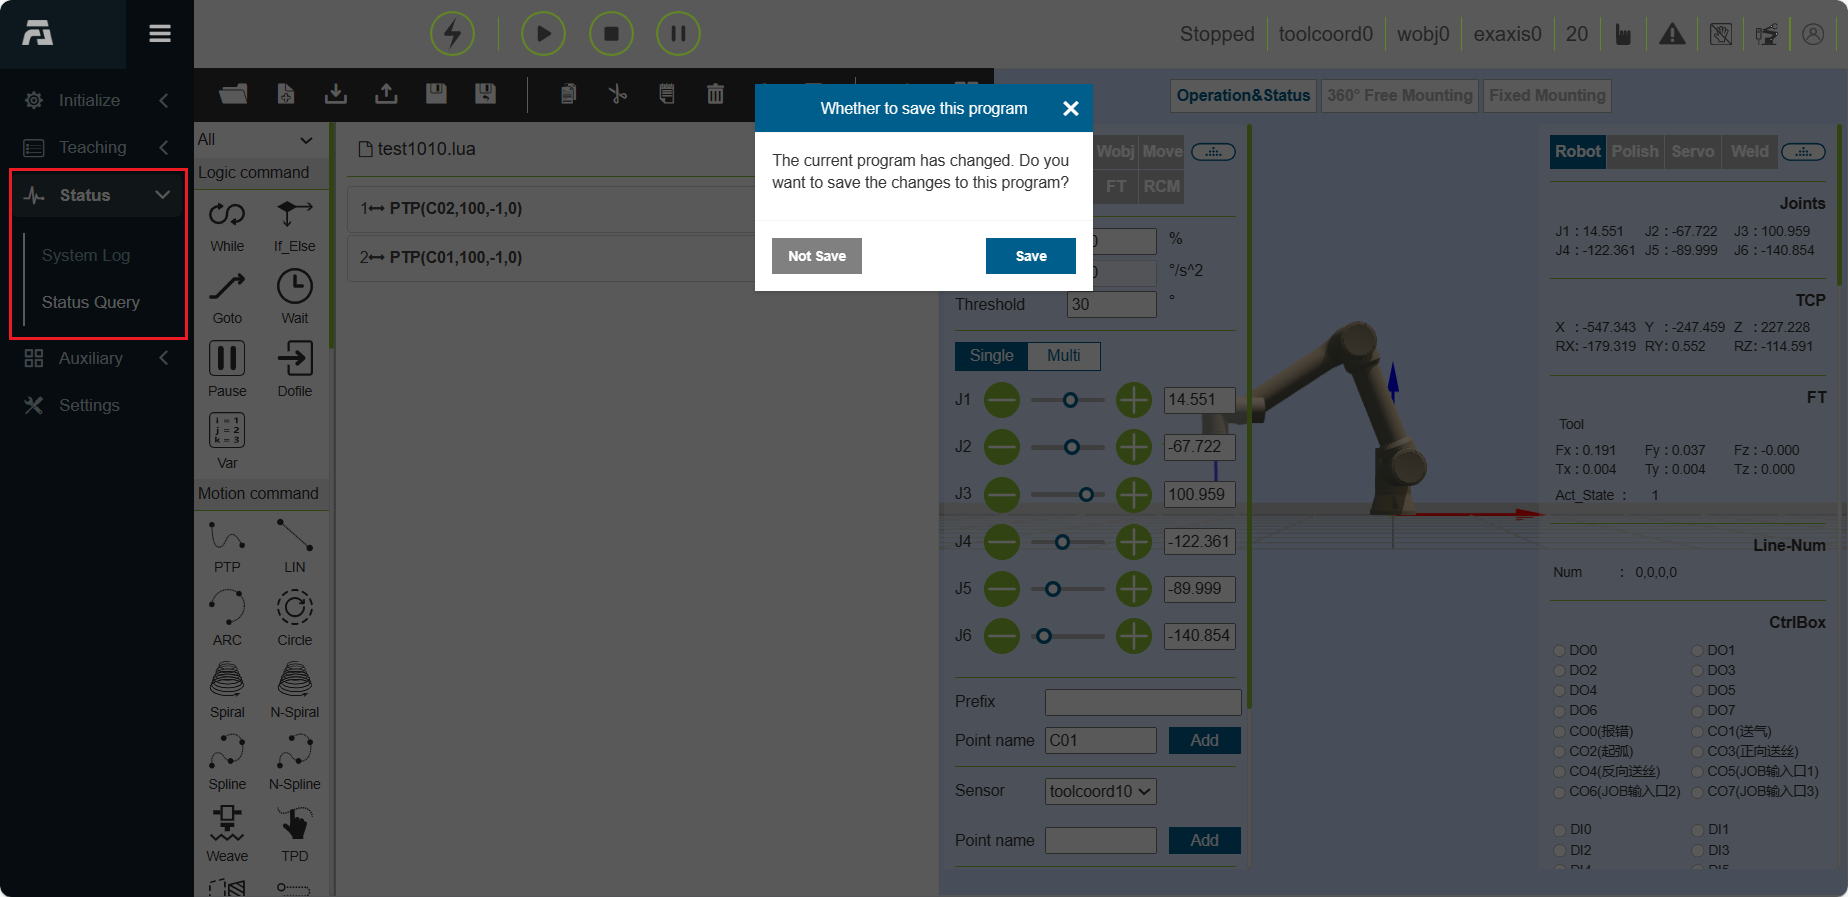 Stopped
toolcoord0
wobj0
exaxis0
20
Initialize
Teaching
Status
System Log
Status Query
Auxiliary
Settings
All
Logic command
While
If_Else
Goto
Wait
Pause
Dofile
i = 1
j = 2
k = 3
Var
Motion command
PTP
LIN
ARC
Circle
Spiral
N-Spiral
Spline
N-Spline
Weave
TPD
test1010.lua
1 PTP(C02,100,-1,0)
2 PTP(C01,100,-1,0)
Whether to save this program
The current program has changed. Do you
want to save the changes to this program?
Not Save
Save
Operation&Status
360° Free Mounting
Fixed Mounting
Wobj
Move
FT
RCM
%
°/s^2
Threshold
30
°
Single
Multi
J1
14.551
J2
-67.722
J3
100.959
J4
-122.361
J5
-89.999
J6
-140.854
Prefix
Point name
C01
Add
Sensor
toolcoord10
Point name
Add
Robot
Polish
Servo
Weld
Joints
J1 : 14.551 J2 : -67.722 J3 : 100.959
J4 : -122.361 J5 : -89.999 J6 : -140.854
TCP
X : -547.343 Y : -247.459 Z : 227.228
RX: -179.319 RY: 0.552 RZ: -114.591
FT
Tool
Fx : 0.191 Fy : 0.037 Fz : -0.000
Tx : 0.004 Ty : 0.004 Tz : 0.000
Act_State : 1
Line-Num
Num : 0,0,0,0
CtrlBox
DO0 DO1
DO2 DO3
DO4 DO5
DO6 DO7
CO0(报错) CO1(送气)
CO2(起弧) CO3(正向送丝)
CO4(反向送丝) CO5(JOB输入口1)
CO6(JOB输入口2) CO7(JOB输入口3)
DI0 DI1
DI2 DI3
DI4 DI5